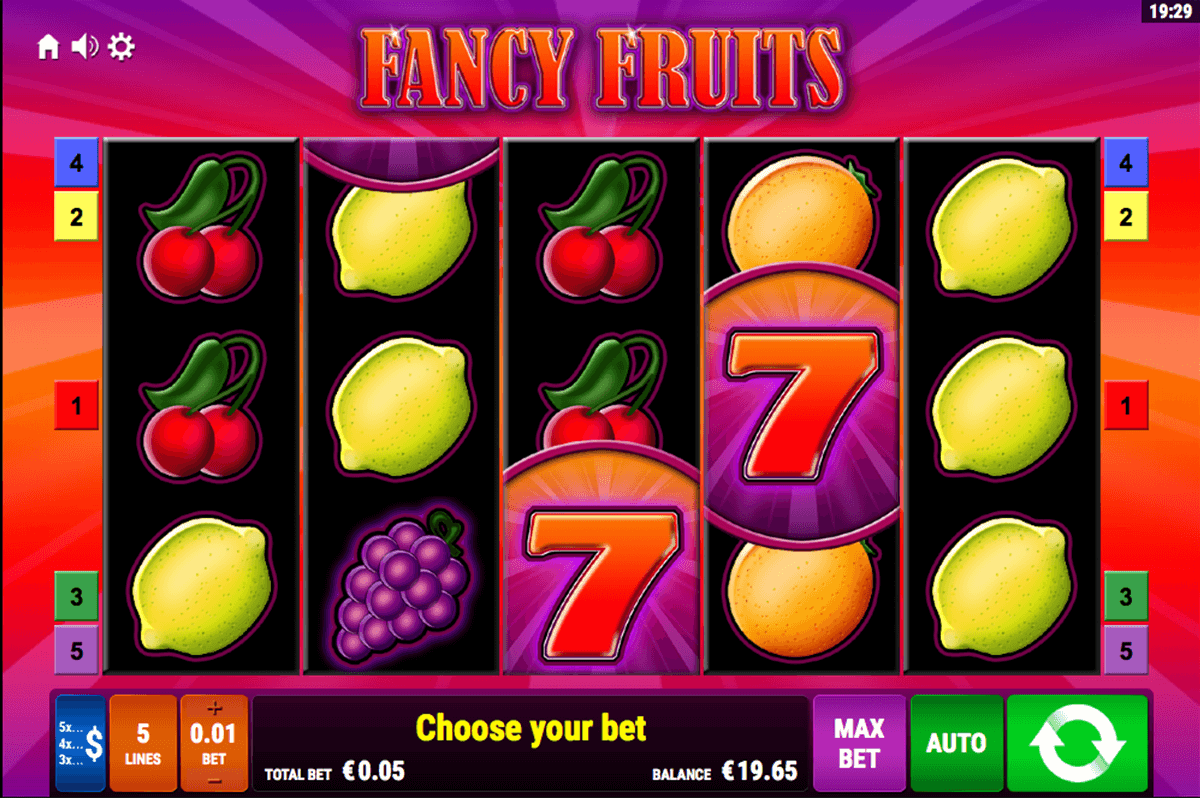 19:29
FANCY FRUITS
4
4
2
2
7
1
1
7
3
3
5
5
5x...
4x...
3x...
$
5
LINES
+
0.01
BET
−
Choose your bet
TOTAL BET €0.05
BALANCE €19.65
MAX
BET
AUTO